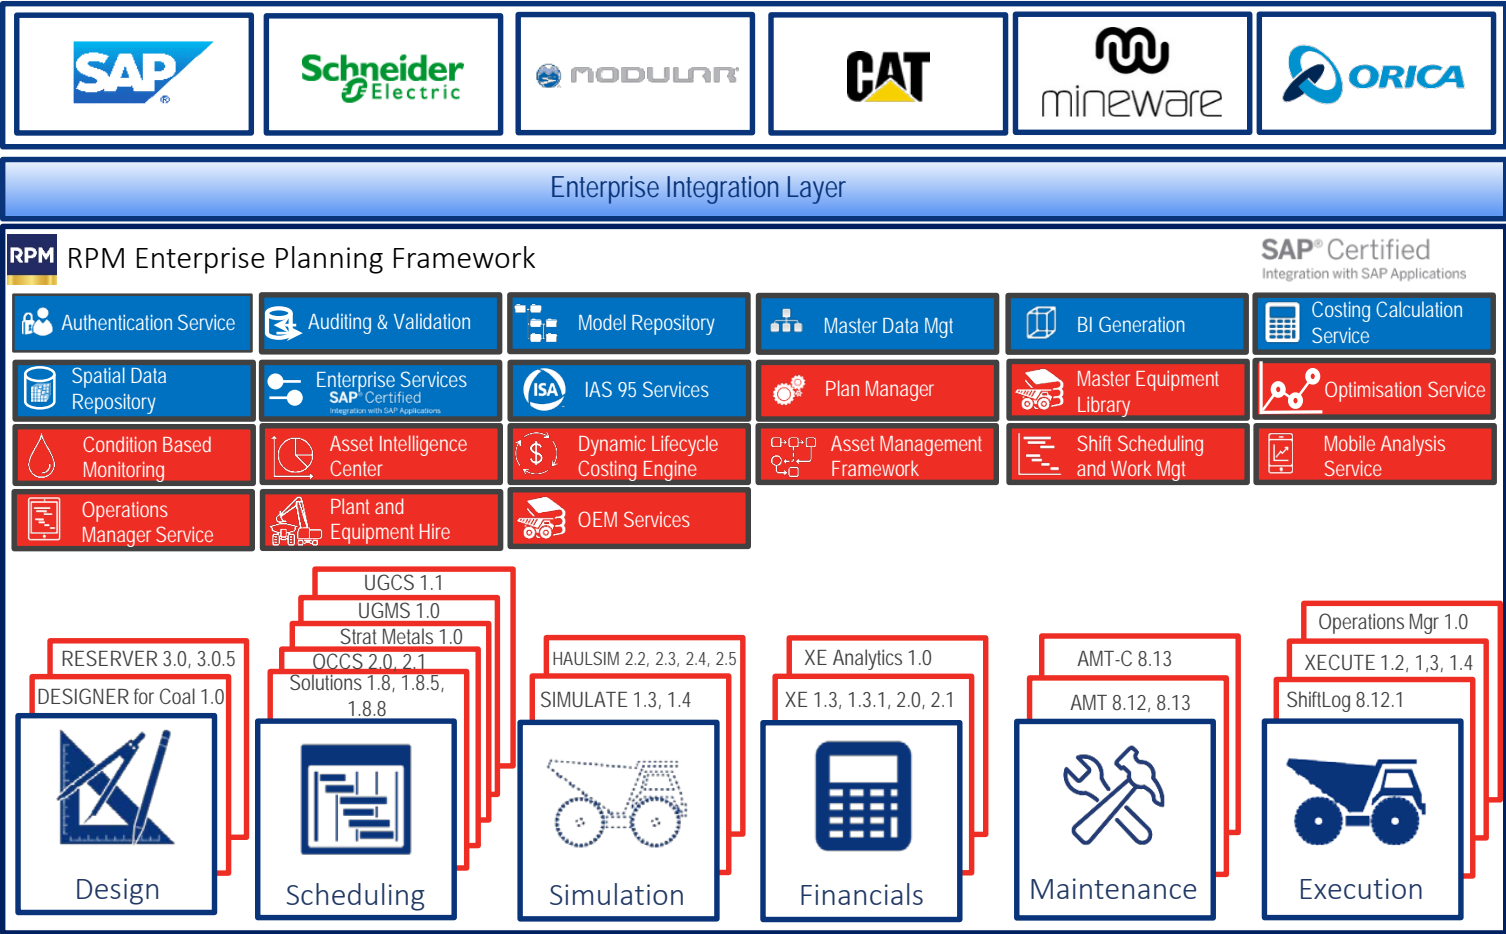 SAP
®
Schneider
Electric
MODULAR
CAT
mineware
ORICA
Enterprise Integration Layer
RPM
RPM Enterprise Planning Framework
SAP® Certified
Integration with SAP Applications
Authentication Service
Auditing & Validation
Model Repository
Master Data Mgt
BI Generation
Costing Calculation
Service
Spatial Data
Repository
Enterprise Services
SAP® Certified
Integration with SAP Applications
ISA
IAS 95 Services
Plan Manager
Master Equipment
Library
Optimisation Service
Condition Based
Monitoring
Asset Intelligence
Center
$
Dynamic Lifecycle
Costing Engine
Asset Management
Framework
Shift Scheduling
and Work Mgt
Mobile Analysis
Service
Operations
Manager Service
Plant and
Equipment Hire
OEM Services
RESERVER 3.0, 3.0.5
DESIGNER for Coal 1.0
Design
UGCS 1.1
UGMS 1.0
Strat Metals 1.0
OCCS 2.0, 2.1
Solutions 1.8, 1.8.5,
1.8.8
Scheduling
HAULSIM 2.2, 2.3, 2.4, 2.5
SIMULATE 1.3, 1.4
Simulation
XE Analytics 1.0
XE 1.3, 1.3.1, 2.0, 2.1
Financials
AMT-C 8.13
AMT 8.12, 8.13
Maintenance
Operations Mgr 1.0
XECUTE 1.2, 1,3, 1.4
ShiftLog 8.12.1
Execution